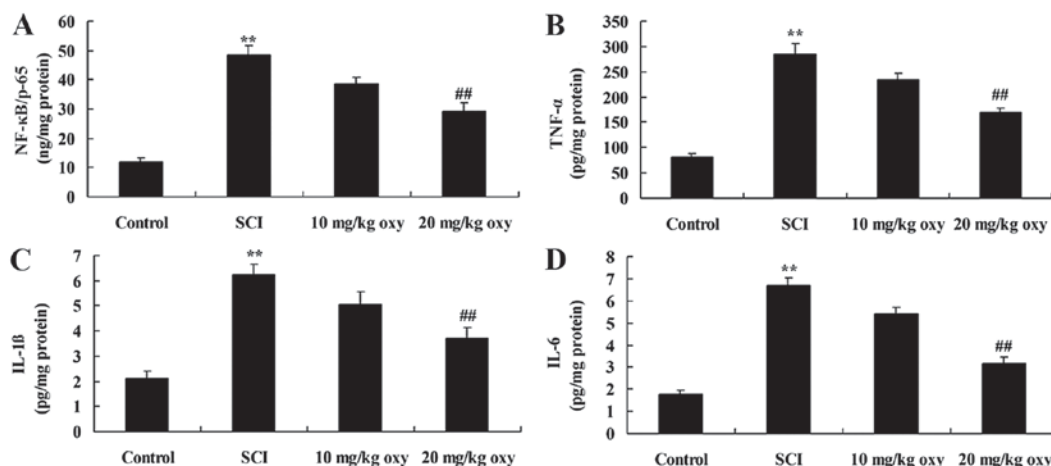 A
NF-κB/p-65
(ng/mg protein)
60
50
40
30
20
10
0
**
##
Control SCI 10 mg/kg oxy 20 mg/kg oxy
B
TNF-α
(pg/mg protein)
350
300
250
200
150
100
50
0
**
##
Control SCI 10 mg/kg oxy 20 mg/kg oxy
C
IL-1ß
(pg/mg protein)
7
6
5
4
3
2
1
0
**
##
Control SCI 10 mg/kg oxy 20 mg/kg oxy
D
IL-6
(pg/mg protein)
8
7
6
5
4
3
2
1
0
**
##
Control SCI 10 mg/kg oxy 20 mg/kg oxy